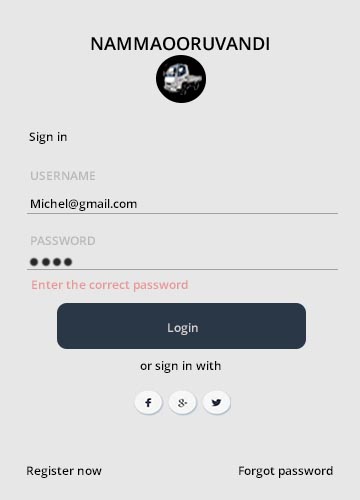 NAMMAOORUVANDI
Sign in
USERNAME
Michel@gmail.com
PASSWORD
Enter the correct password
Login
or sign in with
Register now
Forgot password